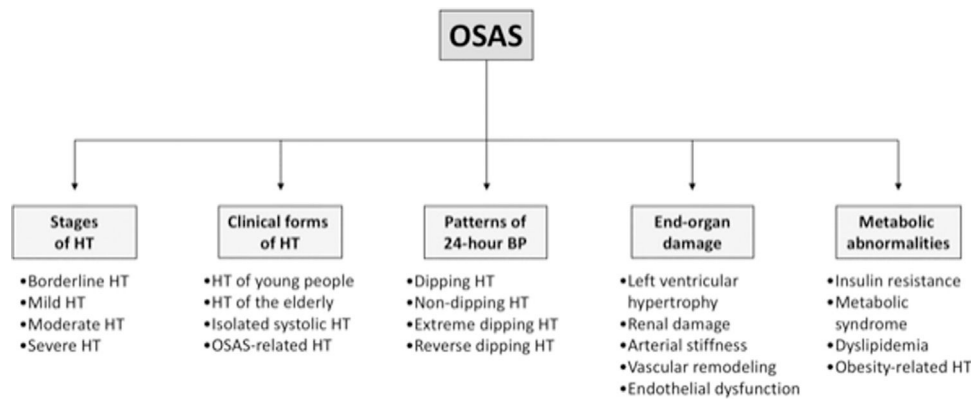 OSAS
Stages
of HT
•Borderline HT
•Mild HT
•Moderate HT
•Severe HT
Clinical forms
of HT
•HT of young people
•HT of the elderly
•Isolated systolic HT
•OSAS-related HT
Patterns of
24-hour BP
•Dipping HT
•Non-dipping HT
•Extreme dipping HT
•Reverse dipping HT
End-organ
damage
•Left ventricular
hypertrophy
•Renal damage
•Arterial stiffness
•Vascular remodeling
•Endothelial dysfunction
Metabolic
abnormalities
•Insulin resistance
•Metabolic
syndrome
•Dyslipidemia
•Obesity-related HT